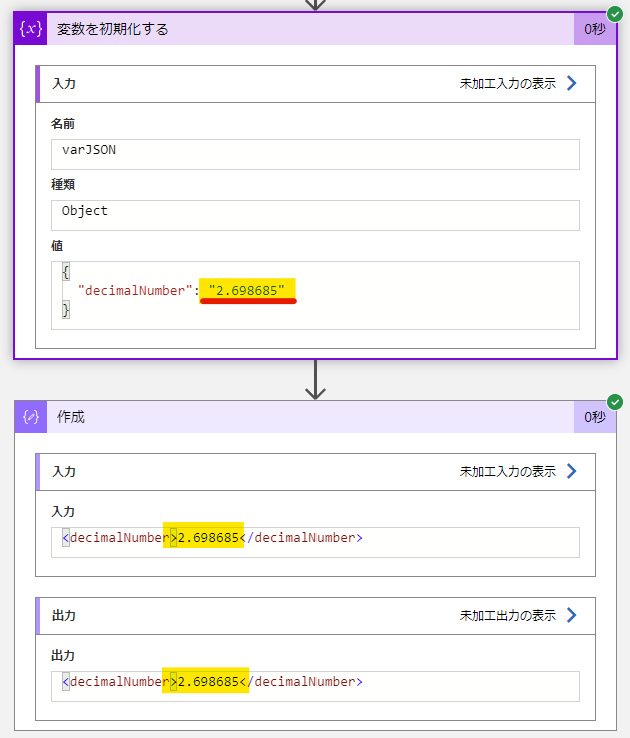 {x} 変数を初期化する 0秒
入力 未加工入力の表示
名前
varJSON
種類
Object
値
{
"decimalNumber": "2.698685"
}
作成 0秒
入力 未加工入力の表示
入力
<decimalNumber>2.698685</decimalNumber>
出力 未加工出力の表示
出力
<decimalNumber>2.698685</decimalNumber>